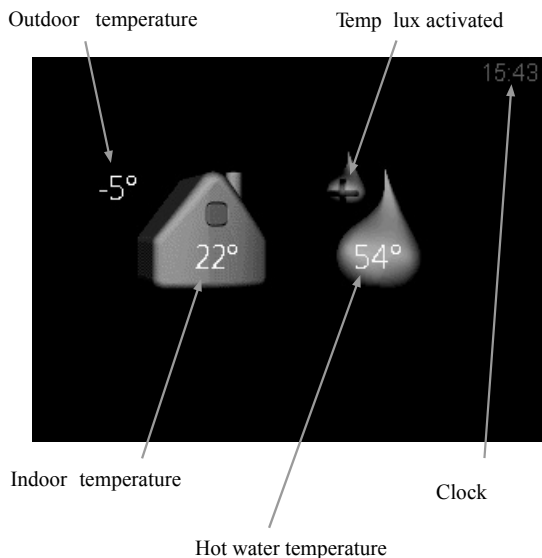 Outdoor temperature
Temp lux activated
15:43
-5°
22°
54°
Indoor temperature
Clock
Hot water temperature